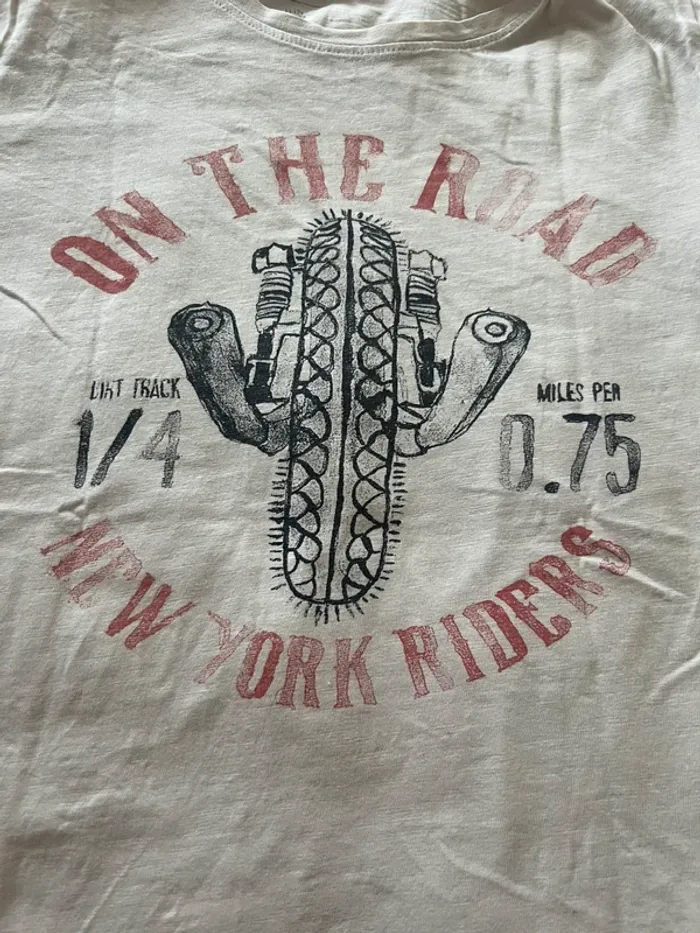 ON THE ROAD
DIRT TRACK
1/4
MILES PER
0.75
NEW YORK RIDERS